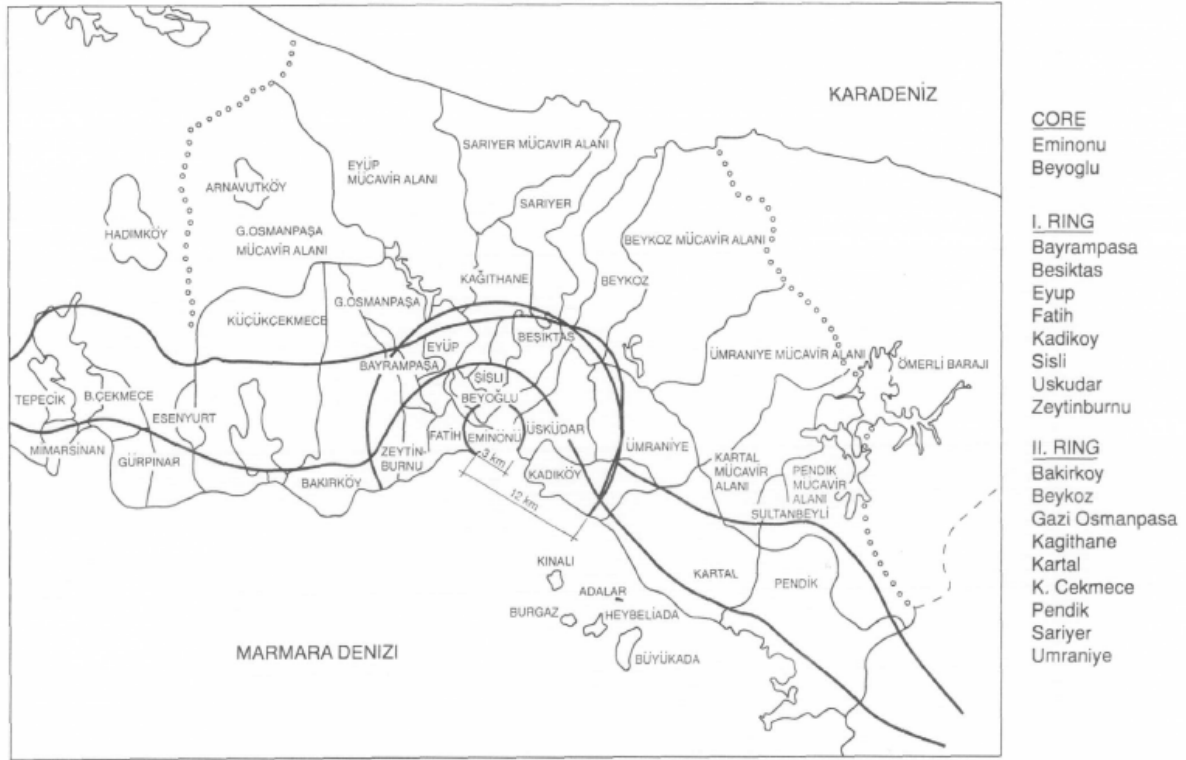 KARADENİZ
SARIYER MÜCAVİR ALANI
EYÜP
MÜCAVİR ALANI
ARNAVUTKÖY
SARIYER
HADIMKÖY
G.OSMANPAŞA
MÜCAVİR ALANI
BEYKOZ MÜCAVİR ALANI
KAĞITHANE
BEYKOZ
G.OSMANPAŞA
KÜÇÜKÇEKMECE
BEŞİKTAŞ
EYÜP
ÜMRANİYE MÜCAVİR ALANI
BAYRAMPAŞA
ÖMERLİ BARAJI
ŞİSLİ
TEPECİK
B.ÇEKMECE
BEYOĞLU
ESENYURT
ÜSKÜDAR
FATİH
EMİNÖNÜ
MİMARSİNAN
ZEYTİN-
BURNU
ÜMRANİYE
GÜRPINAR
3 km
KADIKÖY
KARTAL
MÜCAVİR
ALANI
PENDİK
MÜCAVİR
ALANI
BAKIRKÖY
12 km
SULTANBEYLİ
KINALI
KARTAL
PENDİK
ADALAR
BURGAZ
HEYBELİADA
MARMARA DENIZI
BÜYÜKADA
CORE
Eminonu
Beyoglu
I. RING
Bayrampasa
Besiktas
Eyup
Fatih
Kadikoy
Sisli
Uskudar
Zeytinburnu
II. RING
Bakirkoy
Beykoz
Gazi Osmanpasa
Kagithane
Kartal
K. Cekmece
Pendik
Sariyer
Umraniye